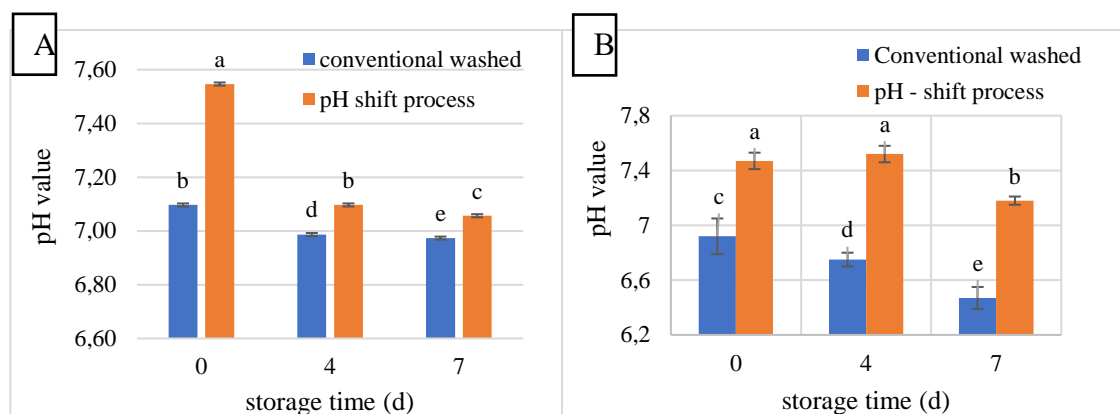 A
conventional washed
pH shift process
7,60
7,40
7,20
7,00
6,80
6,60
pH value
a
b
d
b
e
c
0
4
7
storage time (d)
B
Conventional washed
pH - shift process
7,8
7,4
7
6,6
6,2
pH value
c
a
d
a
e
b
0
4
7
storage time (d)